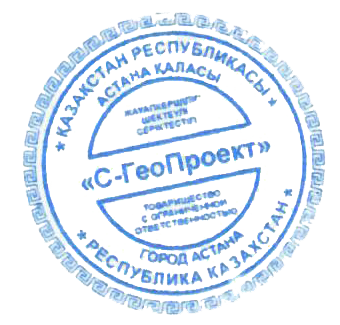 ҚАЗАҚСТАН РЕСПУБЛИКАСЫ
АСТАНА ҚАЛАСЫ
ЖАУАПКЕРШІЛІГІ
ШЕКТЕУЛІ
СЕРІКТЕСТІГІ
«С-ГеоПроект»
ТОВАРИЩЕСТВО
С ОГРАНИЧЕННОЙ
ОТВЕТСТВЕННОСТЬЮ
ГОРОД АСТАНА
РЕСПУБЛИКА КАЗАХСТАН